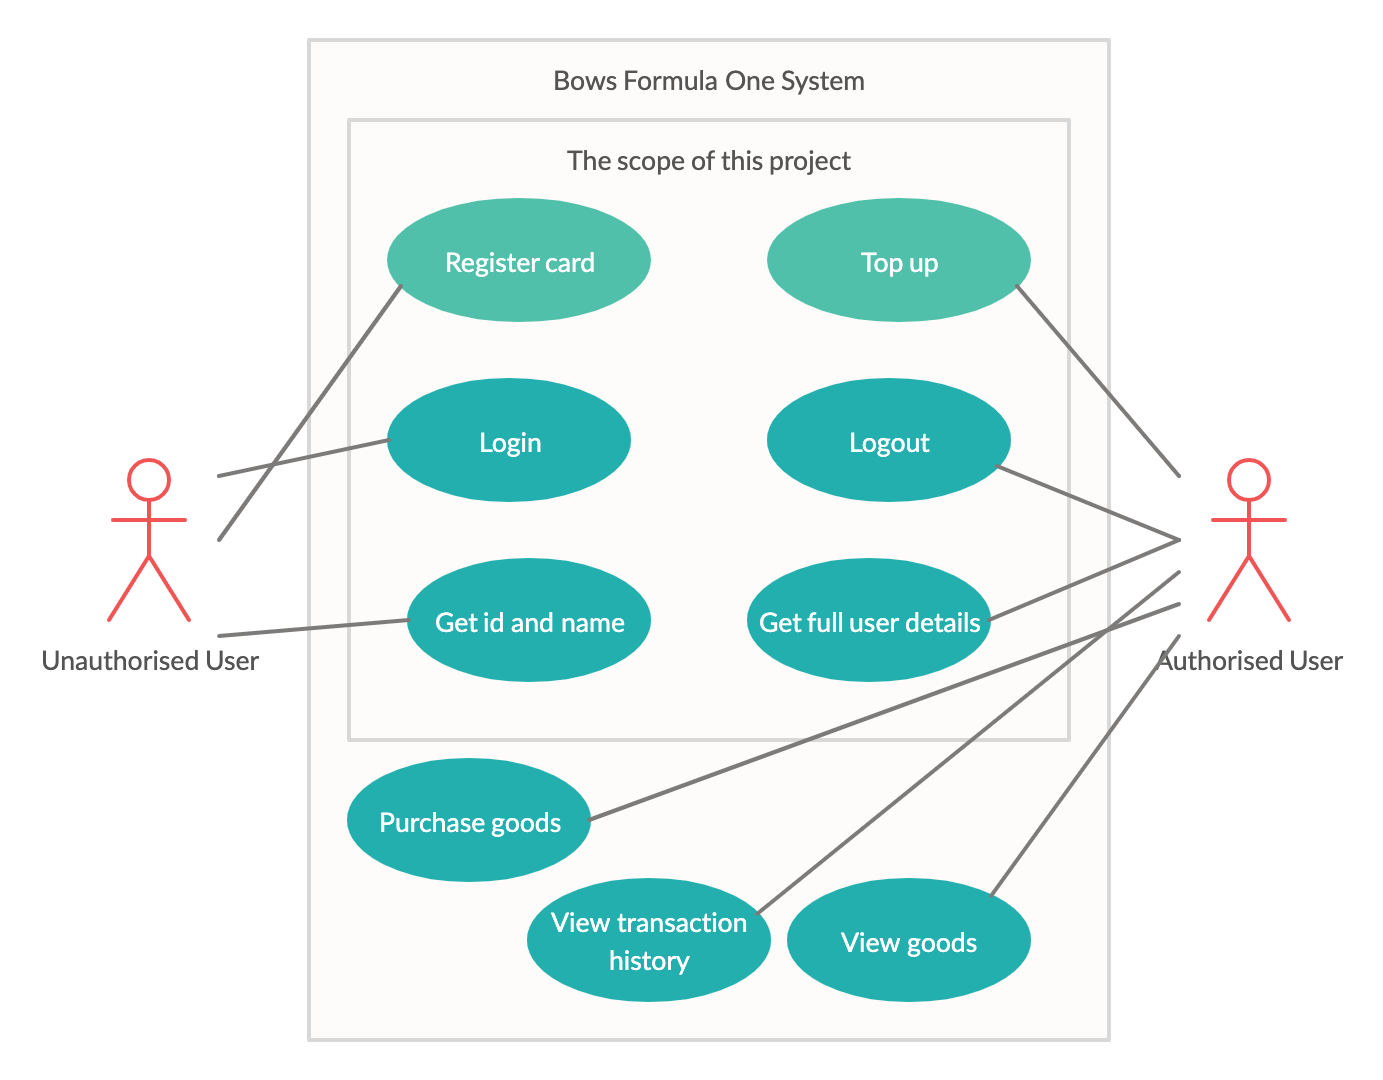 Bows Formula One System
The scope of this project
Register card
Top up
Login
Logout
Get id and name
Get full user details
Unauthorised User
Authorised User
Purchase goods
View transaction
history
View goods